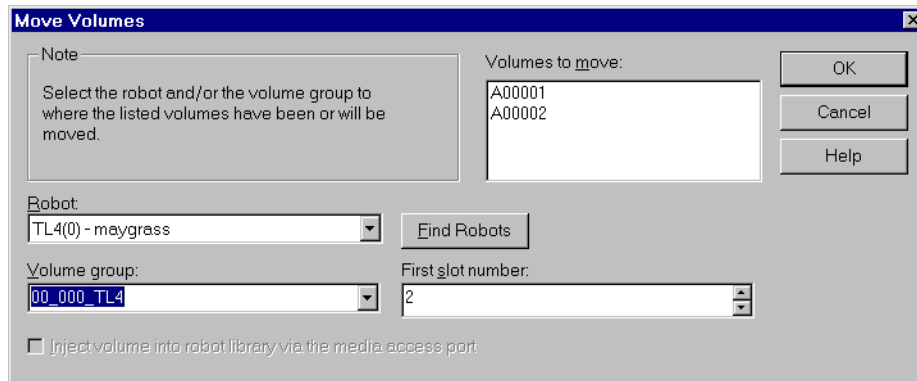 Move Volumes
Note
Select the robot and/or the volume group to
where the listed volumes have been or will be
moved.
Volumes to move:
A00001
A00002
OK
Cancel
Help
Robot:
TL4(0) - maygrass
Find Robots
Volume group:
00_000_TL4
First slot number:
2
Inject volume into robot library via the media access port